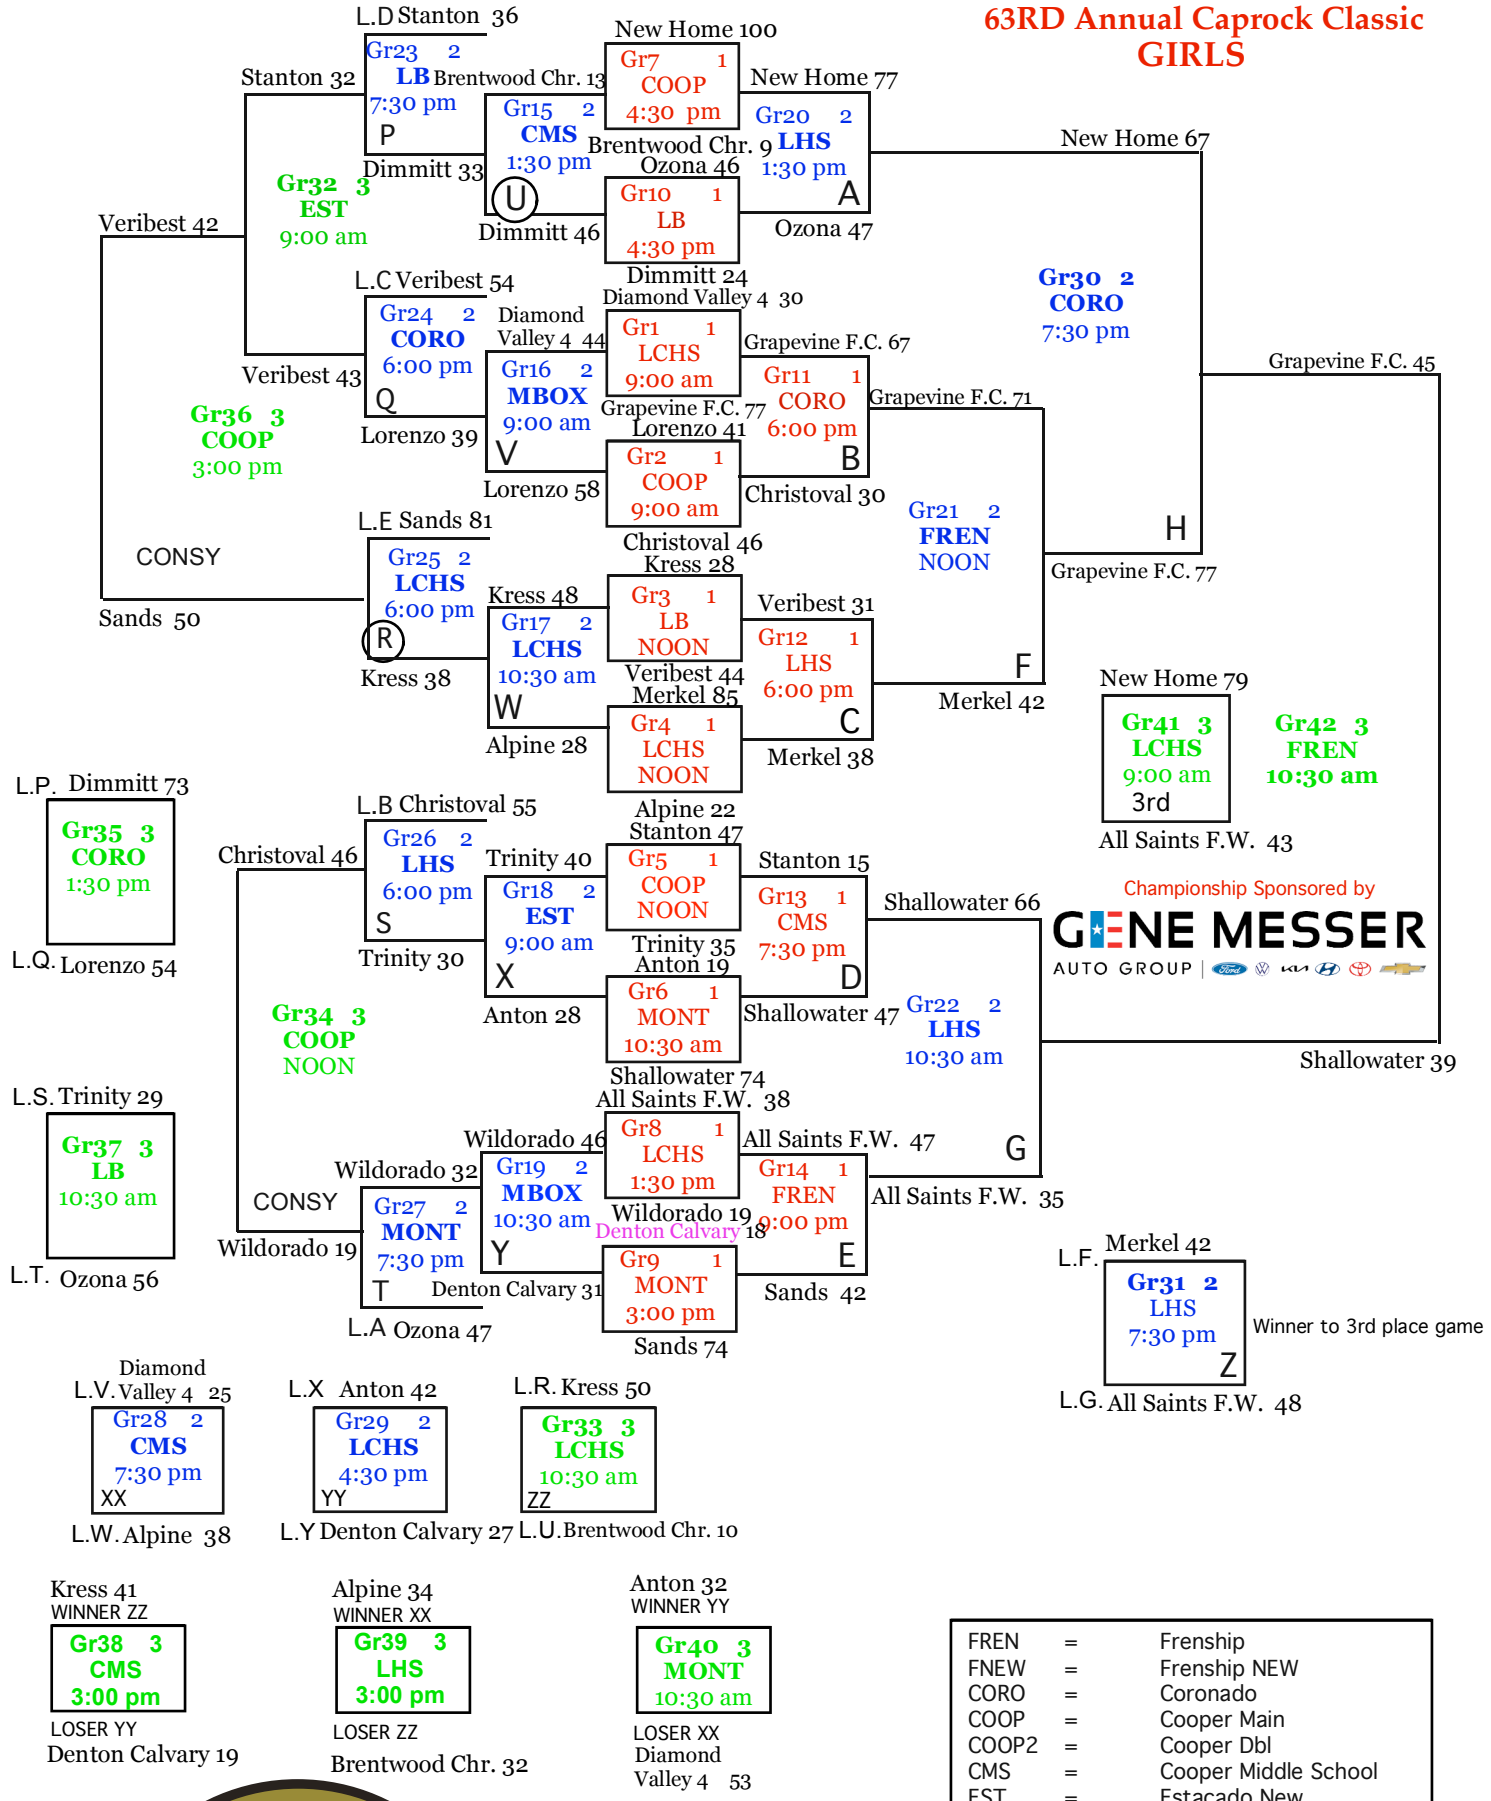 63RD Annual Caprock Classic
GIRLS
L.D Stanton 36
Gr23 2
LB
7:30 pm
P
Dimmitt 33
Stanton 32
Gr32 3
EST
9:00 am
Veribest 42
L.C Veribest 54
Gr24 2
CORO
6:00 pm
Q
Lorenzo 39
Veribest 43
Gr36 3
COOP
3:00 pm
CONSY
Sands 50
L.E Sands 81
Gr25 2
LCHS
6:00 pm
R
Kress 38
Brentwood Chr. 13
Gr15 2
CMS
1:30 pm
U
Dimmitt 46
Diamond
Valley 4 44
Gr16 2
MBOX
9:00 am
V
Lorenzo 58
Kress 48
Gr17 2
LCHS
10:30 am
W
Alpine 28
New Home 100
Gr7 1
COOP
4:30 pm
Brentwood Chr. 9
Ozona 46
Gr10 1
LB
4:30 pm
Dimmitt 24
Diamond Valley 4 30
Gr1 1
LCHS
9:00 am
Grapevine F.C. 77
Lorenzo 41
Gr2 1
COOP
9:00 am
Christoval 46
Kress 28
Gr3 1
LB
NOON
Veribest 44
Merkel 85
Gr4 1
LCHS
NOON
Alpine 22
New Home 77
Gr20 2
LHS
1:30 pm
A
Ozona 47
Grapevine F.C. 67
Gr11 1
CORO
6:00 pm
B
Christoval 30
Veribest 31
Gr12 1
LHS
6:00 pm
C
Merkel 38
New Home 67
Gr30 2
CORO
7:30 pm
H
Grapevine F.C. 71
Gr21 2
FREN
NOON
F
Merkel 42
Grapevine F.C. 77
Grapevine F.C. 45
New Home 79
Gr41 3
LCHS
9:00 am
3rd
All Saints F.W. 43
Gr42 3
FREN
10:30 am
Championship Sponsored by
GENE MESSER
AUTO GROUP | Ford
Shallowater 39
L.P. Dimmitt 73
Gr35 3
CORO
1:30 pm
L.Q. Lorenzo 54
L.S. Trinity 29
Gr37 3
LB
10:30 am
L.T. Ozona 56
Christoval 46
Gr34 3
COOP
NOON
CONSY
Wildorado 19
L.B Christoval 55
Gr26 2
LHS
6:00 pm
S
Trinity 30
Wildorado 32
Gr27 2
MONT
7:30 pm
T
L.A Ozona 47
Trinity 40
Gr18 2
EST
9:00 am
X
Anton 28
Wildorado 46
Gr19 2
MBOX
10:30 am
Y
Denton Calvary 31
Stanton 47
Gr5 1
COOP
NOON
Trinity 35
Anton 19
Gr6 1
MONT
10:30 am
Shallowater 74
All Saints F.W. 38
Gr8 1
LCHS
1:30 pm
Wildorado 19
Denton Calvary 18
Gr9 1
MONT
3:00 pm
Sands 74
Stanton 15
Gr13 1
CMS
7:30 pm
D
Shallowater 47
All Saints F.W. 47
Gr14 1
FREN
9:00 pm
E
Sands 42
Shallowater 66
Gr22 2
LHS
10:30 am
G
All Saints F.W. 35
L.F. Merkel 42
Gr31 2
LHS
7:30 pm
Z
Winner to 3rd place game
L.G. All Saints F.W. 48
Diamond
L.V. Valley 4 25
Gr28 2
CMS
7:30 pm
XX
L.W. Alpine 38
L.X Anton 42
Gr29 2
LCHS
4:30 pm
YY
L.Y Denton Calvary 27
L.R. Kress 50
Gr33 3
LCHS
10:30 am
ZZ
L.U. Brentwood Chr. 10
Kress 41
WINNER ZZ
Gr38 3
CMS
3:00 pm
LOSER YY
Denton Calvary 19
Alpine 34
WINNER XX
Gr39 3
LHS
3:00 pm
LOSER ZZ
Brentwood Chr. 32
Anton 32
WINNER YY
Gr40 3
MONT
10:30 am
LOSER XX
Diamond
Valley 4 53
FREN = Frenship
FNEW = Frenship NEW
CORO = Coronado
COOP = Cooper Main
COOP2 = Cooper Dbl
CMS = Cooper Middle School
EST = Estacado New